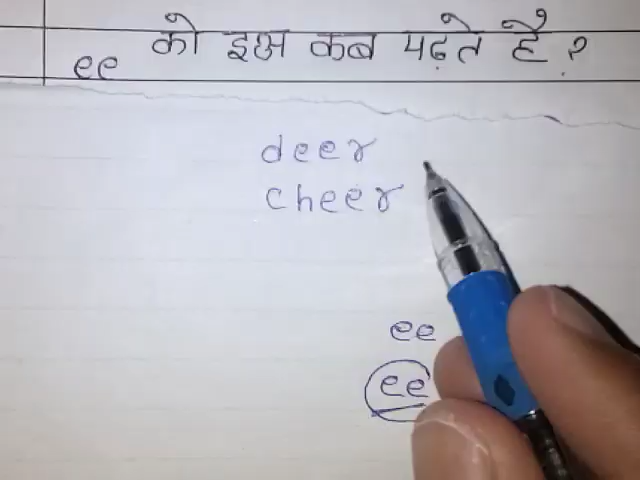 ee को इअ कब पढ़ते है ?
deer
cheer
ee
ee